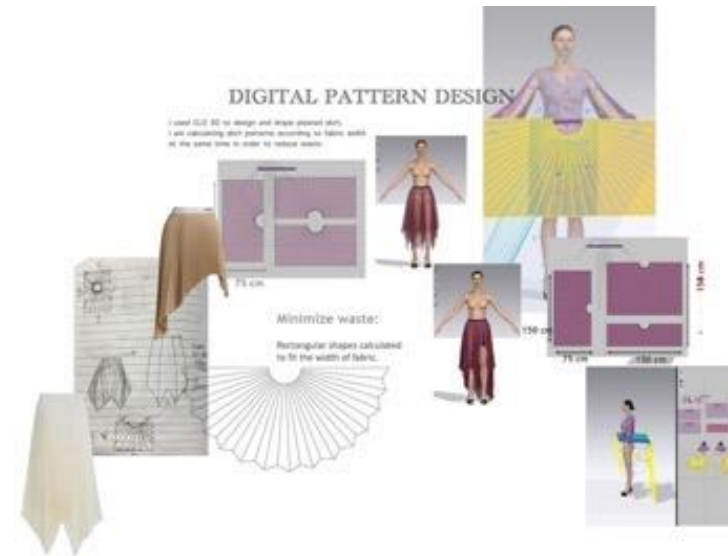 DIGITAL PATTERN DESIGN
I used CLO 3D to design and drape pleated skirt.
I am calculating skirt patterns according to fabric width
at the same time in order to reduce waste.
75 cm
Minimize waste:
Rectangular shapes calculated
to fit the width of fabric.
150 cm
75 cm
150 cm
158 cm